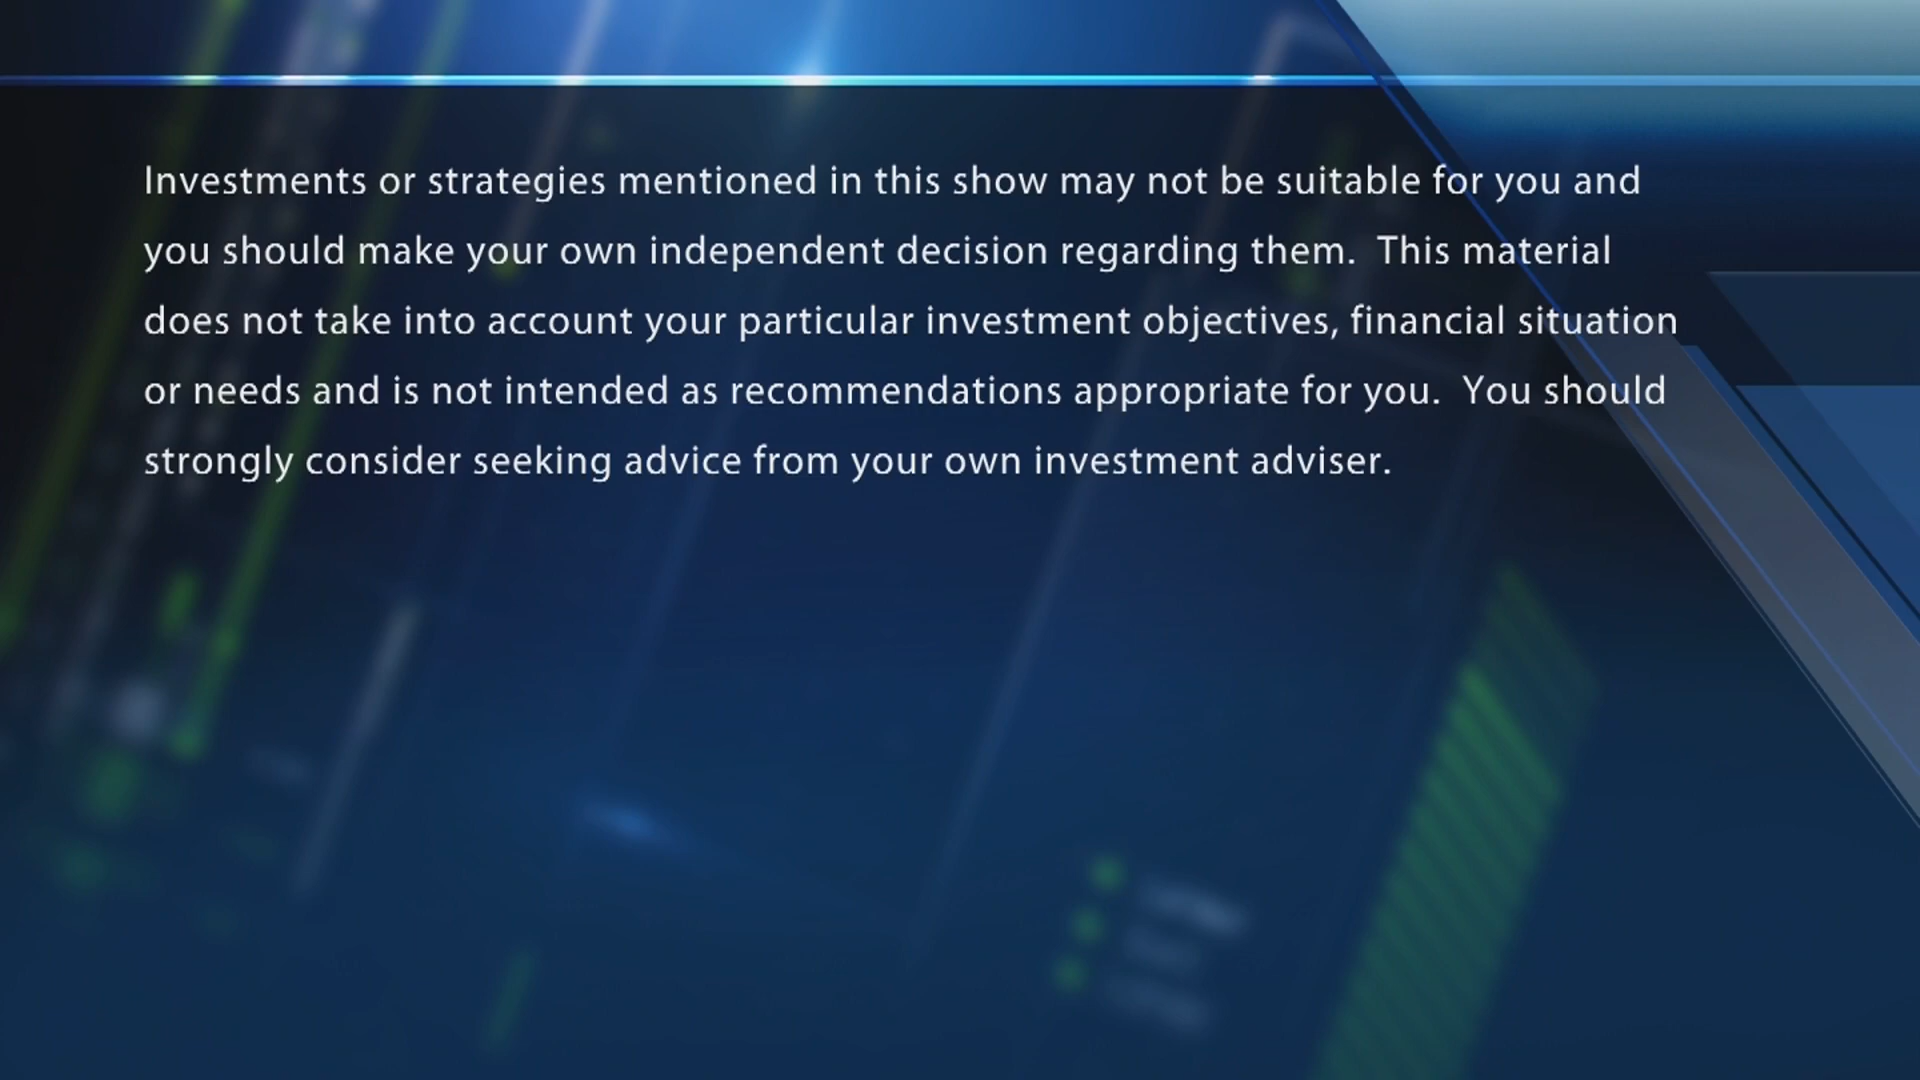 Investments or strategies mentioned in this show may not be suitable for you and
you should make your own independent decision regarding them.  This material
does not take into account your particular investment objectives, financial situation
or needs and is not intended as recommendations appropriate for you.  You should
strongly consider seeking advice from your own investment adviser.